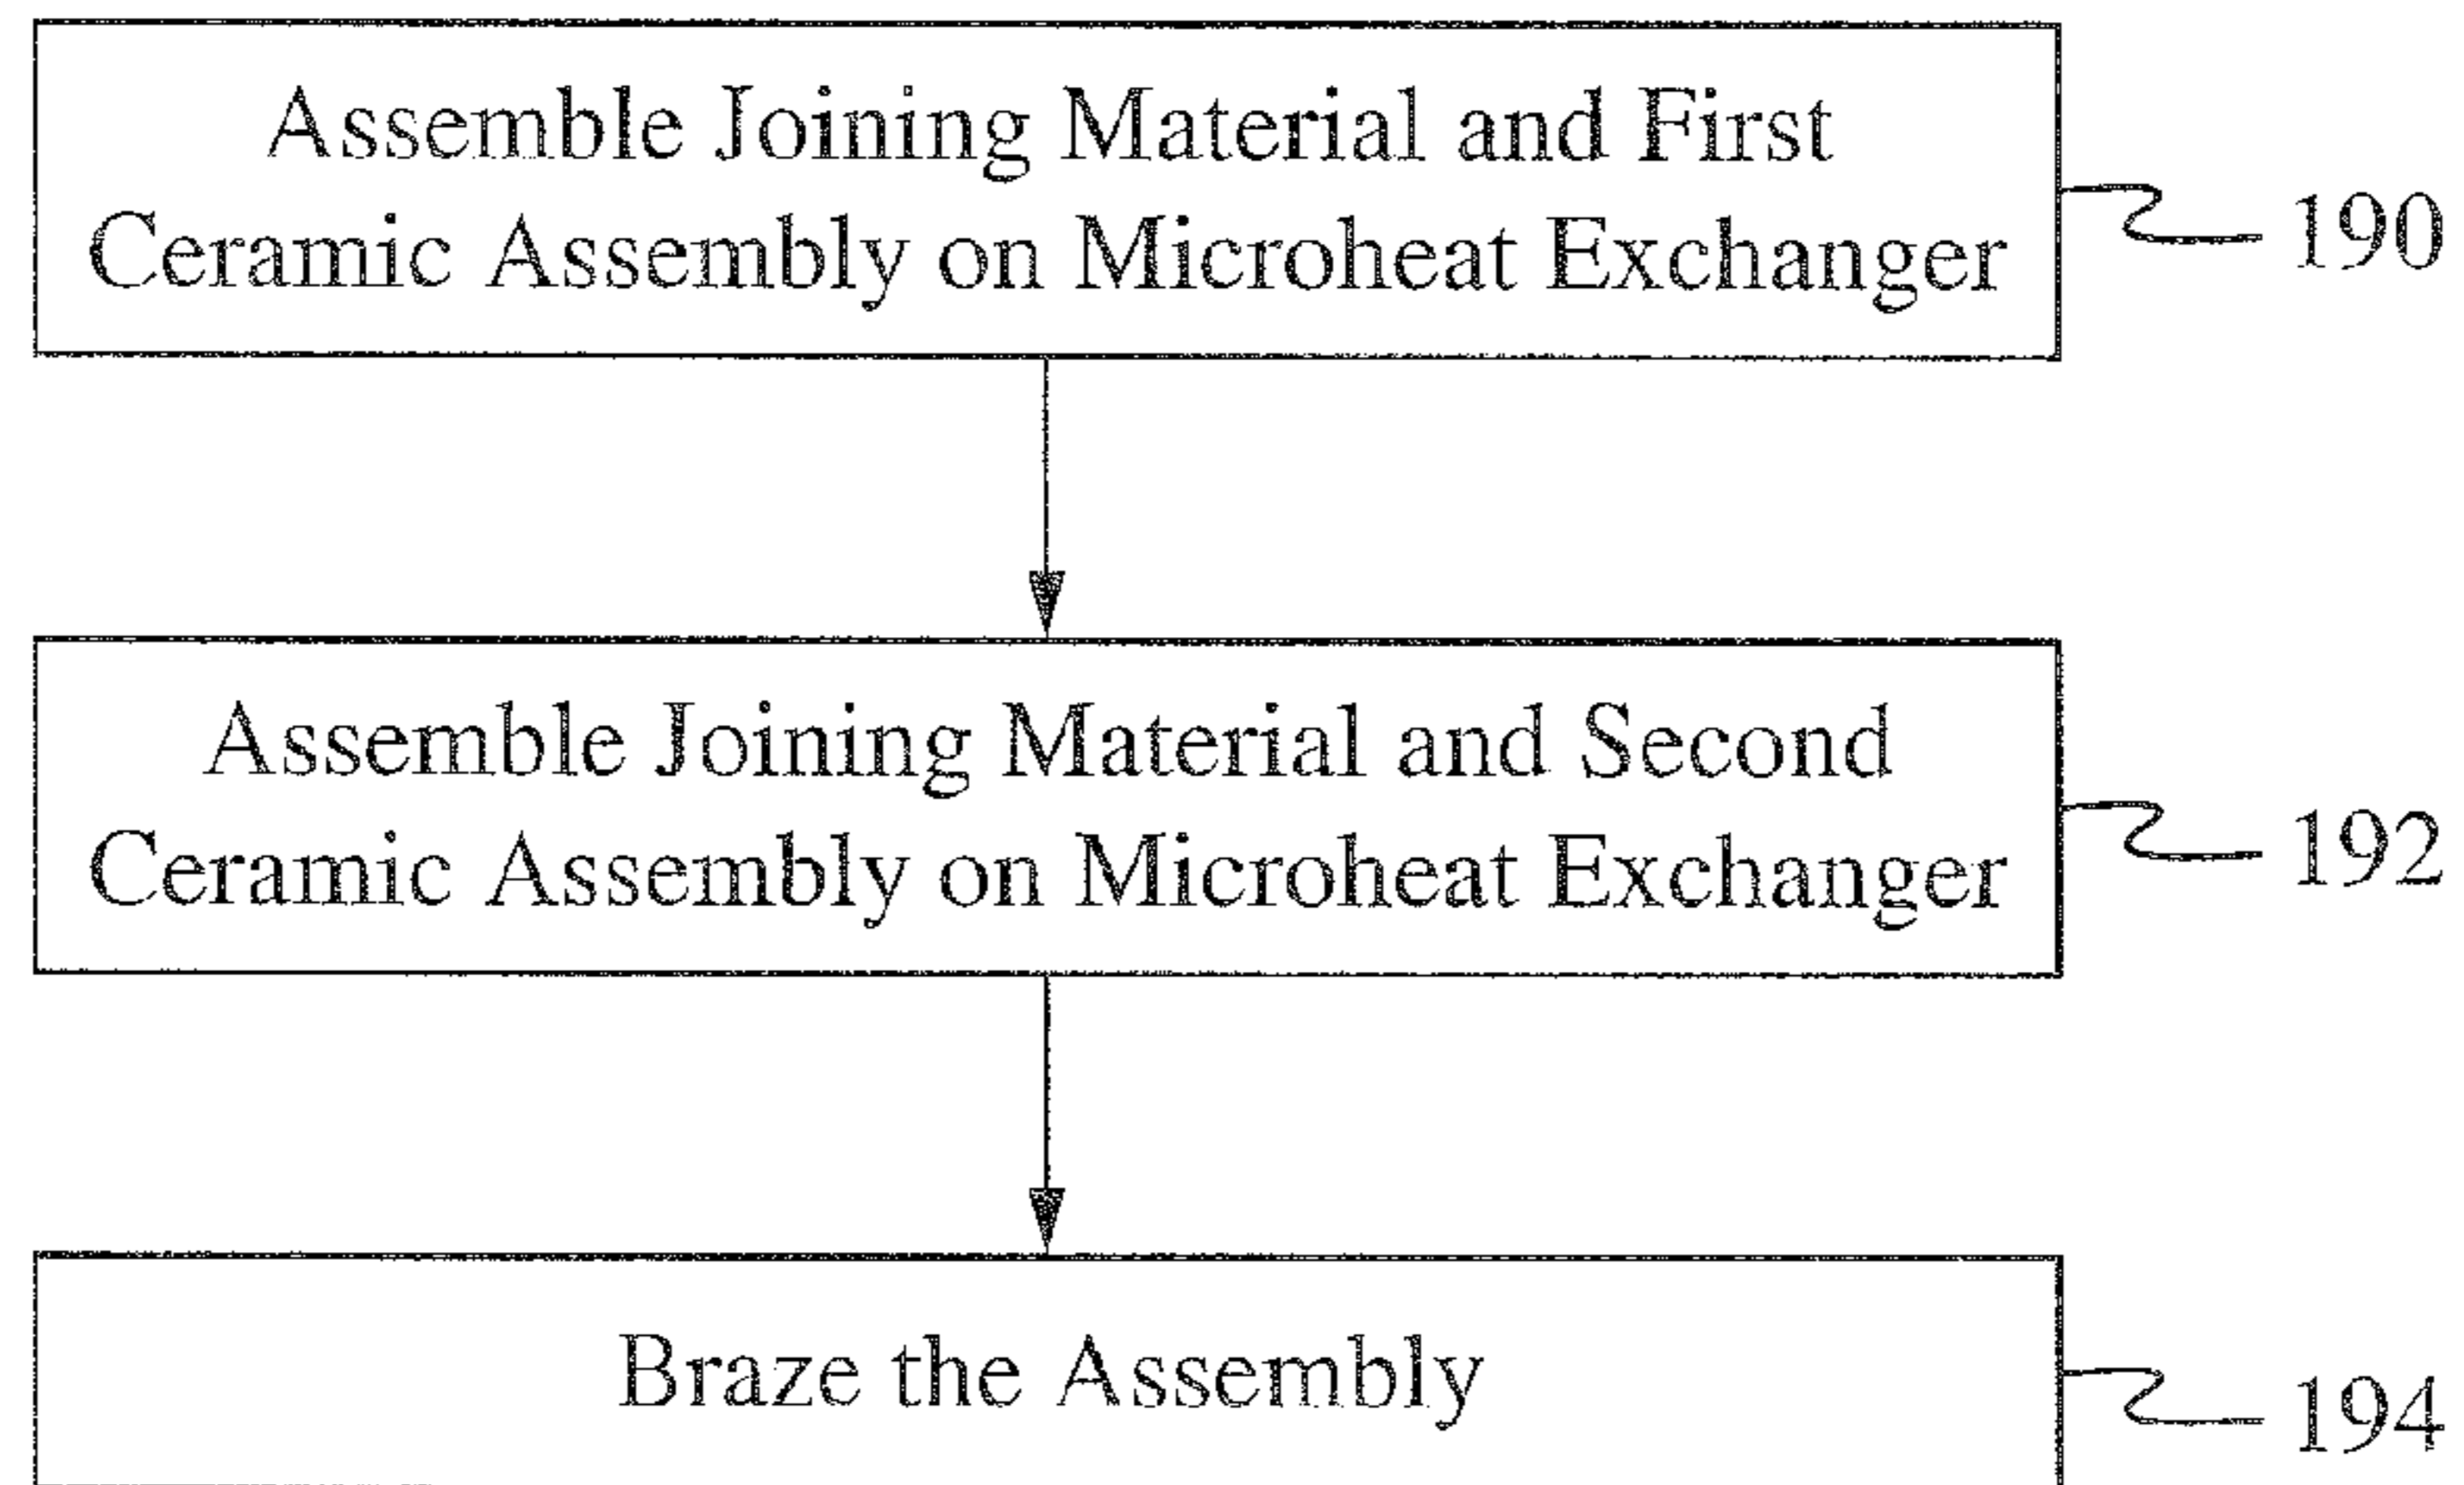 Assemble Joining Material and First
Ceramic Assembly on Microheat Exchanger
190
Assemble Joining Material and Second
Ceramic Assembly on Microheat Exchanger
192
Braze the Assembly
194